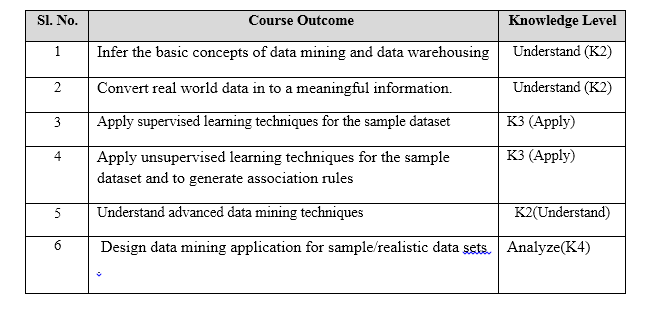 Sl. No. Course Outcome Knowledge Level
1 Infer the basic concepts of data mining and data warehousing Understand (K2)
2 Convert real world data in to a meaningful information. Understand (K2)
3 Apply supervised learning techniques for the sample dataset K3 (Apply)
4 Apply unsupervised learning techniques for the sample K3 (Apply)
dataset and to generate association rules
5 Understand advanced data mining techniques K2(Understand)
6 Design data mining application for sample/realistic data sets Analyze(K4)
.